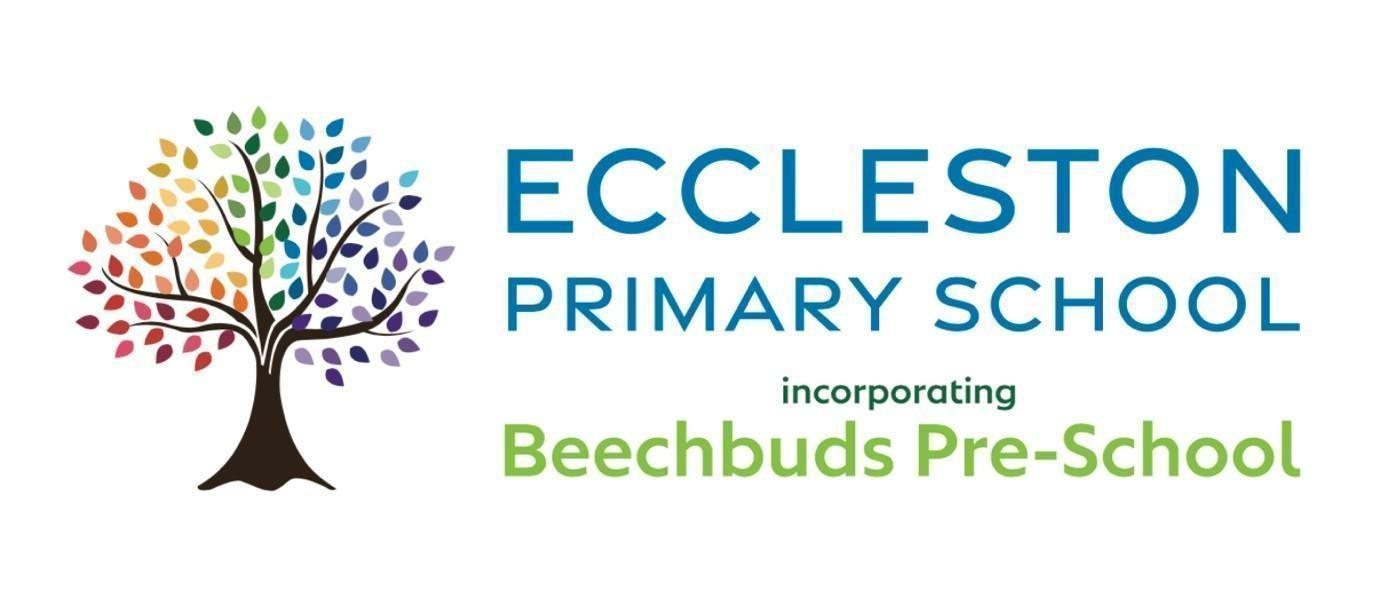 ECCLESTON
PRIMARY SCHOOL
incorporating
Beechbuds Pre-School